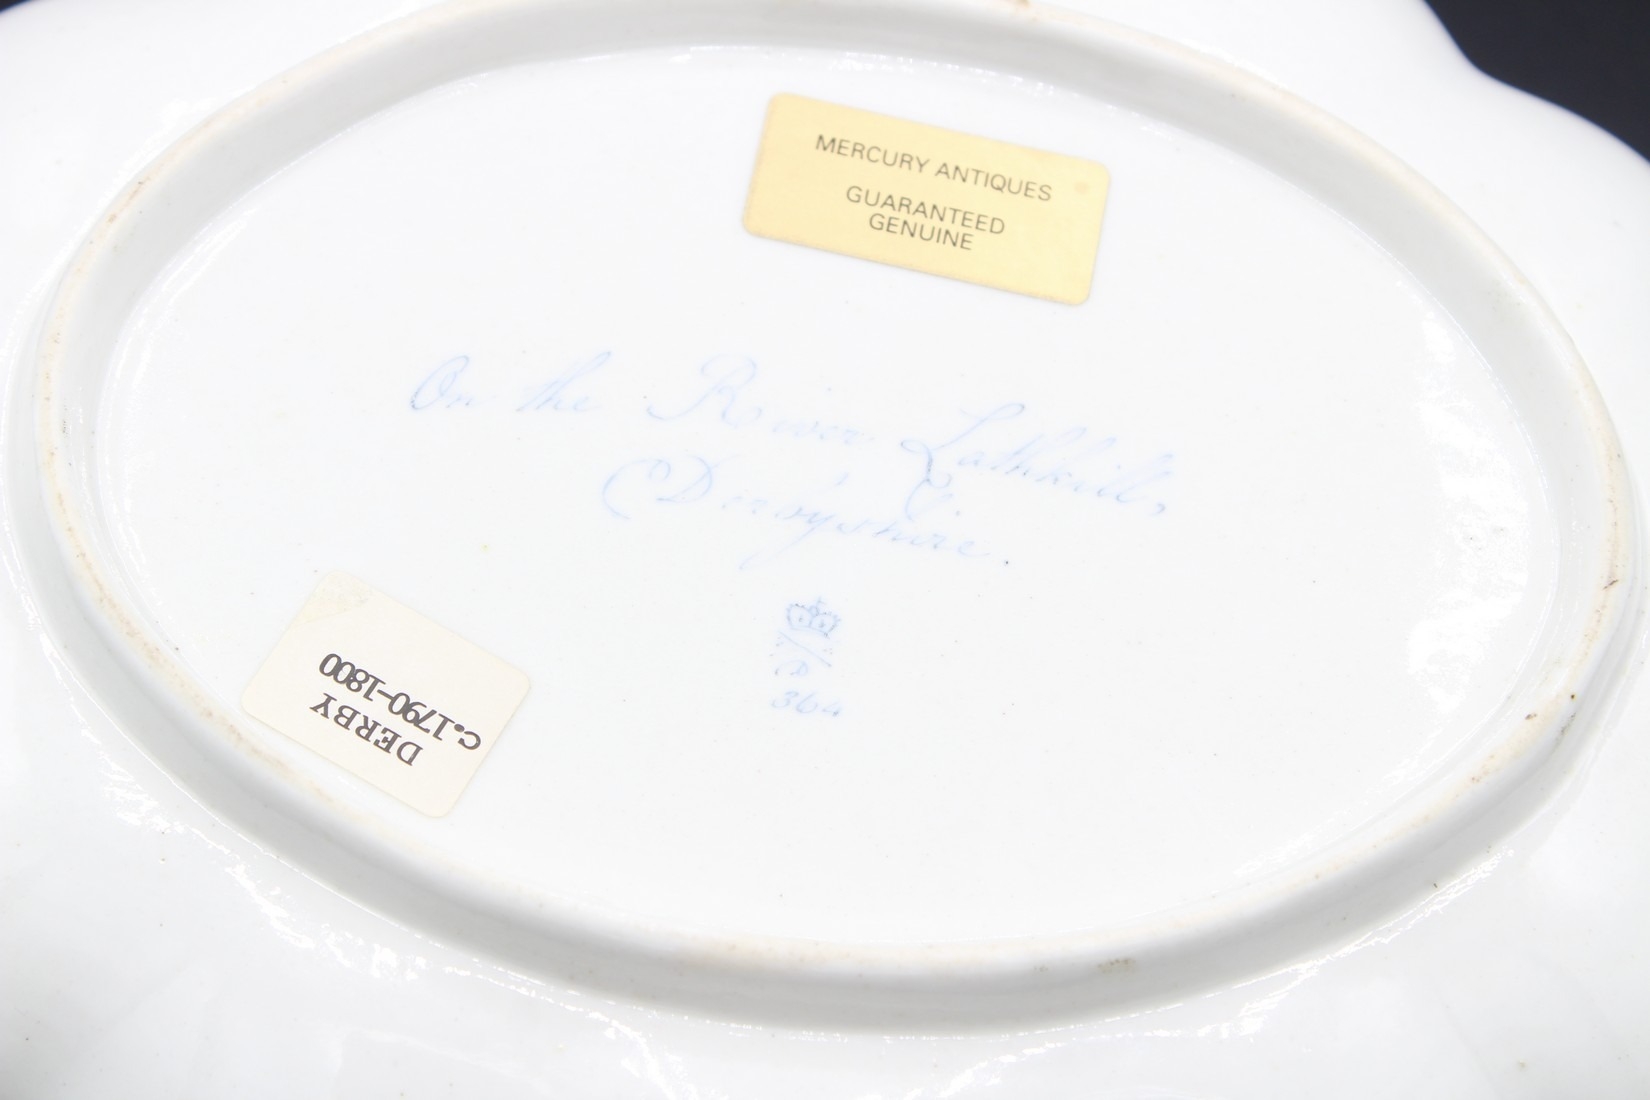 MERCURY ANTIQUES
GUARANTEED
GENUINE
On the River Lathkill,
Derbyshire.
D
364
DERBY
c.1790-1800